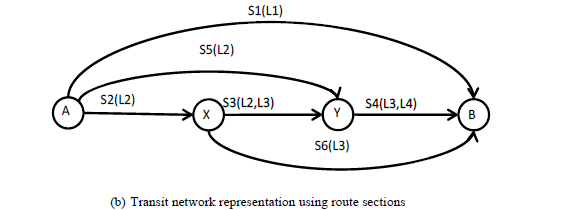 S1(L1)
S5(L2)
S2(L2)
S3(L2,L3)
S4(L3,L4)
A
X
Y
B
S6(L3)
(b) Transit network representation using route sections